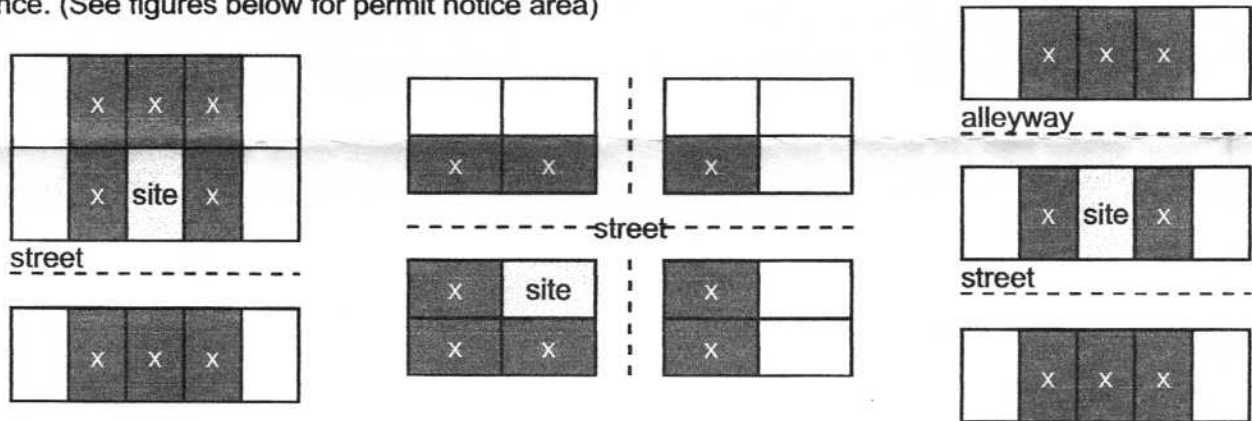 nce. (See figures below for permit notice area)
x x x
x site x
street
x x x
x x
x
street
x site
x x
x
x
x x x
alleyway
x site x
street
x x x